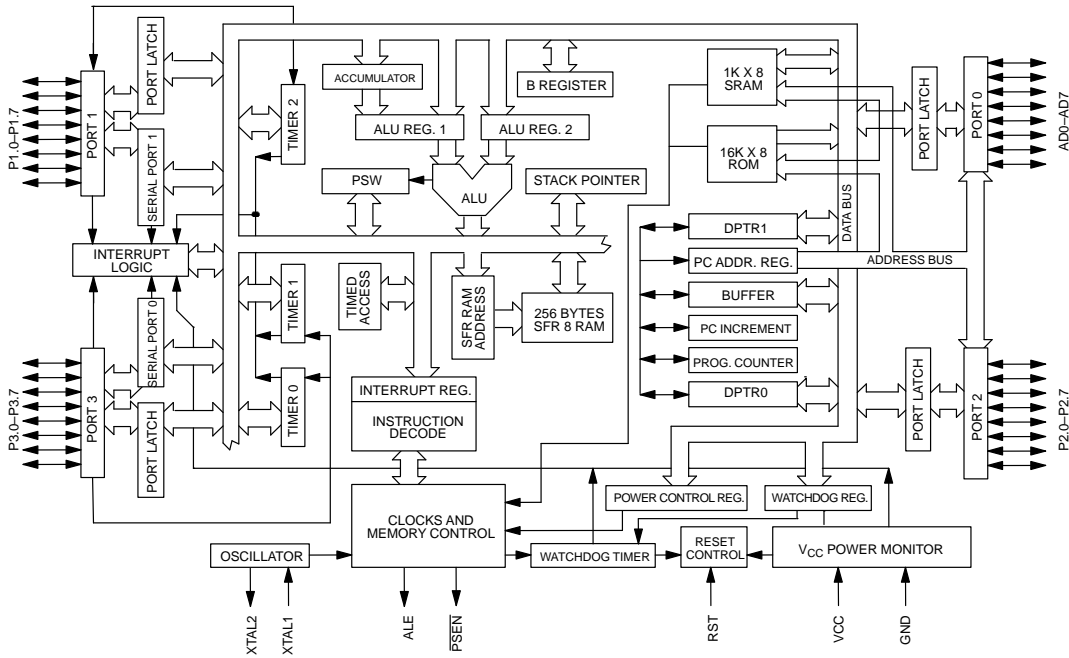 P1.0–P1.7
PORT 1
PORT LATCH
SERIAL PORT 1
TIMER 2
ACCUMULATOR
B REGISTER
ALU REG. 1
ALU REG. 2
PSW
ALU
STACK POINTER
1K X 8
SRAM
16K X 8
ROM
DATA BUS
PORT LATCH
PORT 0
AD0–AD7
INTERRUPT
LOGIC
TIMER 1
TIMED
ACCESS
SFR RAM
ADDRESS
256 BYTES
SFR 8 RAM
DPTR1
PC ADDR. REG.
ADDRESS BUS
BUFFER
PC INCREMENT
PROG. COUNTER
DPTR0
P3.0–P3.7
PORT 3
SERIAL PORT 0
PORT LATCH
TIMER 0
INTERRUPT REG.
INSTRUCTION
DECODE
PORT LATCH
PORT 2
P2.0–P2.7
CLOCKS AND
MEMORY CONTROL
POWER CONTROL REG.
WATCHDOG REG.
OSCILLATOR
WATCHDOG TIMER
RESET
CONTROL
VCC POWER MONITOR
XTAL2
XTAL1
ALE
PSEN
RST
VCC
GND